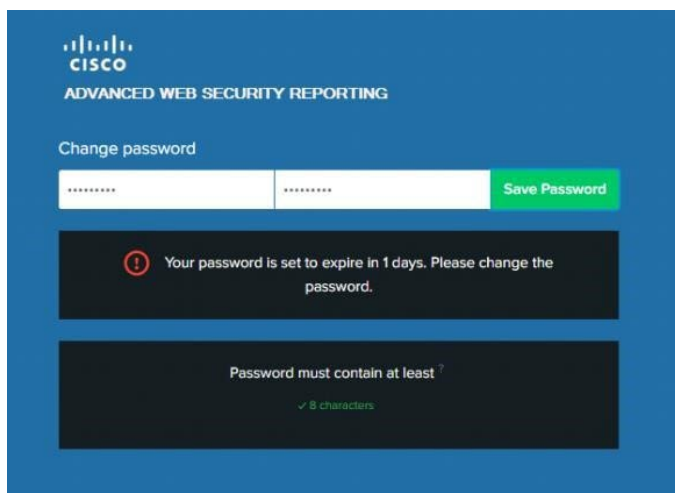 CISCO
ADVANCED WEB SECURITY REPORTING
Change password
Save Password
Your password is set to expire in 1 days. Please change the
password.
Password must contain at least ?
✓ 8 characters